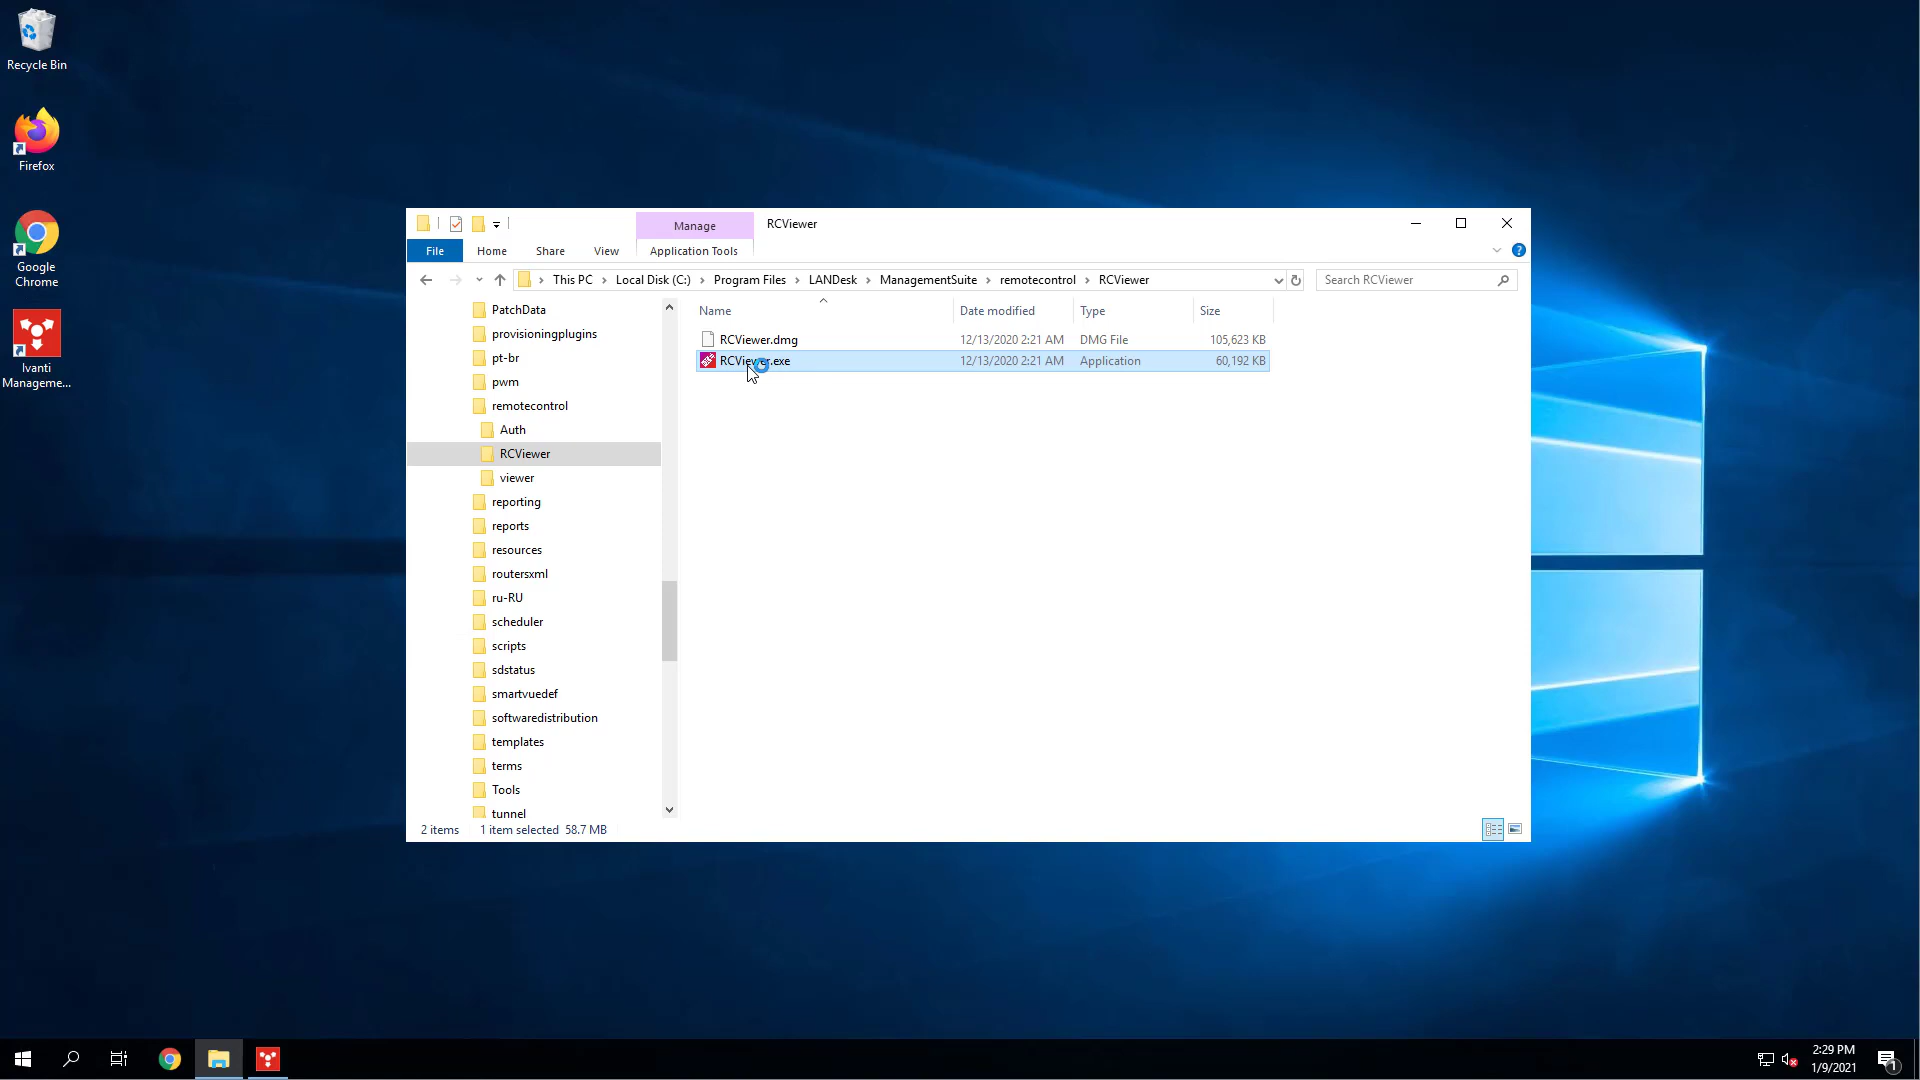 Recycle Bin
Firefox
Google
Chrome
Ivanti
Manageme...
Manage
RCViewer
File
Home
Share
View
Application Tools
This PC
Local Disk (C:)
Program Files
LANDesk
ManagementSuite
remotecontrol
RCViewer
Search RCViewer
PatchData
provisioningplugins
pt-br
pwm
remotecontrol
Auth
RCViewer
viewer
reporting
reports
resources
routersxml
ru-RU
scheduler
scripts
sdstatus
smartvuedef
softwaredistribution
templates
terms
Tools
tunnel
Name
Date modified
Type
Size
RCViewer.dmg
12/13/2020 2:21 AM
DMG File
105,623 KB
RCViewer.exe
12/13/2020 2:21 AM
Application
60,192 KB
2 items
1 item selected 58.7 MB
2:29 PM
1/9/2021
1